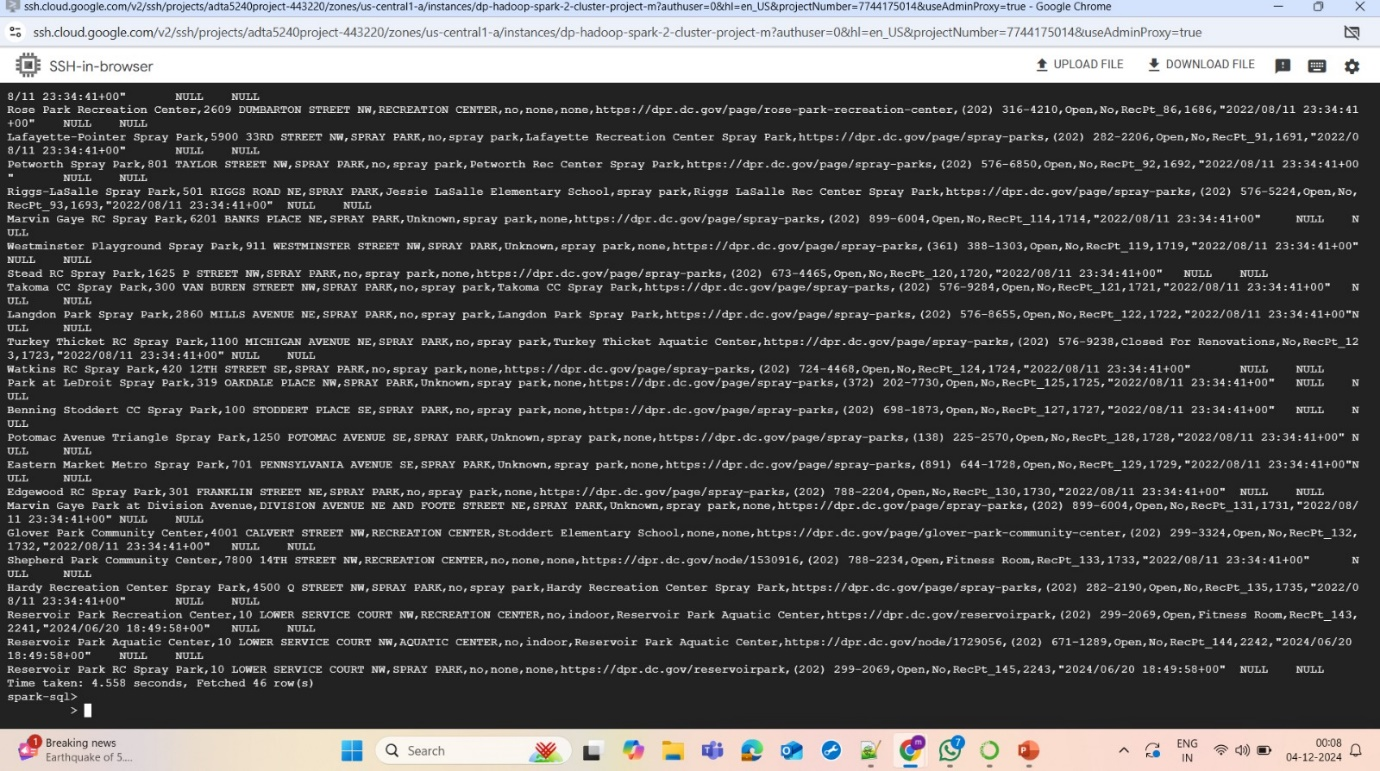 ssh.cloud.google.com/v2/ssh/projects/adta5240project-443220/zones/us-central1-a/instances/dp-hadoop-spark-2-cluster-project-m?authuser=0&hl=en_US&projectNumber=7744175014&useAdminProxy=true - Google Chrome
ssh.cloud.google.com/v2/ssh/projects/adta5240project-443220/zones/us-central1-a/instances/dp-hadoop-spark-2-cluster-project-m?authuser=0&hl=en_US&projectNumber=7744175014&useAdminProxy=true
SSH-in-browser UPLOAD FILE DOWNLOAD FILE
8/11 23:34:41+00" NULL NULL
Rose Park Recreation Center,2609 DUMBARTON STREET NW,RECREATION CENTER,no,none,none,https://dpr.dc.gov/page/rose-park-recreation-center,(202) 316-4210,Open,No,RecPt_86,1686,"2022/08/11 23:34:41
+00" NULL NULL
Lafayette-Pointer Spray Park,5900 33RD STREET NW,SPRAY PARK,no,spray park,Lafayette Recreation Center Spray Park,https://dpr.dc.gov/page/spray-parks,(202) 282-2206,Open,No,RecPt_91,1691,"2022/0
8/11 23:34:41+00" NULL NULL
Petworth Spray Park,801 TAYLOR STREET NW,SPRAY PARK,no,spray park,Petworth Rec Center Spray Park,https://dpr.dc.gov/page/spray-parks,(202) 576-6850,Open,No,RecPt_92,1692,"2022/08/11 23:34:41+00
" NULL NULL
Riggs-LaSalle Spray Park,501 RIGGS ROAD NE,SPRAY PARK,Jessie LaSalle Elementary School,spray park,Riggs LaSalle Rec Center Spray Park,https://dpr.dc.gov/page/spray-parks,(202) 576-5224,Open,No,
RecPt_93,1693,"2022/08/11 23:34:41+00" NULL NULL
Marvin Gaye RC Spray Park,6201 BANKS PLACE NE,SPRAY PARK,Unknown,spray park,none,https://dpr.dc.gov/page/spray-parks,(202) 899-6004,Open,No,RecPt_114,1714,"2022/08/11 23:34:41+00" NULL N
ULL
Westminster Playground Spray Park,911 WESTMINSTER STREET NW,SPRAY PARK,Unknown,spray park,none,https://dpr.dc.gov/page/spray-parks,(361) 388-1303,Open,No,RecPt_119,1719,"2022/08/11 23:34:41+00"
NULL NULL
Stead RC Spray Park,1625 P STREET NW,SPRAY PARK,no,spray park,none,https://dpr.dc.gov/page/spray-parks,(202) 673-4465,Open,No,RecPt_120,1720,"2022/08/11 23:34:41+00" NULL NULL
Takoma CC Spray Park,300 VAN BUREN STREET NW,SPRAY PARK,no,spray park,Takoma CC Spray Park,https://dpr.dc.gov/page/spray-parks,(202) 576-9284,Open,No,RecPt_121,1721,"2022/08/11 23:34:41+00" N
ULL NULL
Langdon Park Spray Park,2860 MILLS AVENUE NE,SPRAY PARK,no,spray park,Langdon Park Spray Park,https://dpr.dc.gov/page/spray-parks,(202) 576-8655,Open,No,RecPt_122,1722,"2022/08/11 23:34:41+00"N
ULL NULL
Turkey Thicket RC Spray Park,1100 MICHIGAN AVENUE NE,SPRAY PARK,no,spray park,Turkey Thicket Aquatic Center,https://dpr.dc.gov/page/spray-parks,(202) 576-9238,Closed For Renovations,No,RecPt_12
3,1723,"2022/08/11 23:34:41+00" NULL NULL
Watkins RC Spray Park,420 12TH STREET SE,SPRAY PARK,no,spray park,none,https://dpr.dc.gov/page/spray-parks,(202) 724-4468,Open,No,RecPt_124,1724,"2022/08/11 23:34:41+00" NULL NULL
Park at LeDroit Spray Park,319 OAKDALE PLACE NW,SPRAY PARK,Unknown,spray park,none,https://dpr.dc.gov/page/spray-parks,(372) 202-7730,Open,No,RecPt_125,1725,"2022/08/11 23:34:41+00" NULL N
ULL
Benning Stoddert CC Spray Park,100 STODDERT PLACE SE,SPRAY PARK,no,spray park,none,https://dpr.dc.gov/page/spray-parks,(202) 698-1873,Open,No,RecPt_127,1727,"2022/08/11 23:34:41+00" NULL N
ULL
Potomac Avenue Triangle Spray Park,1250 POTOMAC AVENUE SE,SPRAY PARK,Unknown,spray park,none,https://dpr.dc.gov/page/spray-parks,(138) 225-2570,Open,No,RecPt_128,1728,"2022/08/11 23:34:41+00" N
ULL NULL
Eastern Market Metro Spray Park,701 PENNSYLVANIA AVENUE SE,SPRAY PARK,Unknown,spray park,none,https://dpr.dc.gov/page/spray-parks,(891) 644-1728,Open,No,RecPt_129,1729,"2022/08/11 23:34:41+00"N
ULL NULL
Edgewood RC Spray Park,301 FRANKLIN STREET NE,SPRAY PARK,no,spray park,none,https://dpr.dc.gov/page/spray-parks,(202) 788-2204,Open,No,RecPt_130,1730,"2022/08/11 23:34:41+00" NULL NULL
Marvin Gaye Park at Division Avenue,DIVISION AVENUE NE AND FOOTE STREET NE,SPRAY PARK,Unknown,spray park,none,https://dpr.dc.gov/page/spray-parks,(202) 899-6004,Open,No,RecPt_131,1731,"2022/08/
11 23:34:41+00" NULL NULL
Glover Park Community Center,4001 CALVERT STREET NW,RECREATION CENTER,Stoddert Elementary School,none,none,https://dpr.dc.gov/page/glover-park-community-center,(202) 299-3324,Open,No,RecPt_132,
1732,"2022/08/11 23:34:41+00" NULL NULL
Shepherd Park Community Center,7800 14TH STREET NW,RECREATION CENTER,no,none,none,https://dpr.dc.gov/node/1530916,(202) 788-2234,Open,Fitness Room,RecPt_133,1733,"2022/08/11 23:34:41+00" N
ULL NULL
Hardy Recreation Center Spray Park,4500 Q STREET NW,SPRAY PARK,no,spray park,Hardy Recreation Center Spray Park,https://dpr.dc.gov/page/spray-parks,(202) 282-2190,Open,No,RecPt_135,1735,"2022/0
8/11 23:34:41+00" NULL NULL
Reservoir Park Recreation Center,10 LOWER SERVICE COURT NW,RECREATION CENTER,no,indoor,Reservoir Park Aquatic Center,https://dpr.dc.gov/reservoirpark,(202) 299-2069,Open,Fitness Room,RecPt_143,
2241,"2024/06/20 18:49:58+00" NULL NULL
Reservoir Park Aquatic Center,10 LOWER SERVICE COURT NW,AQUATIC CENTER,no,indoor,Reservoir Park Aquatic Center,https://dpr.dc.gov/node/1729056,(202) 671-1289,Open,No,RecPt_144,2242,"2024/06/20
18:49:58+00" NULL NULL
Reservoir Park RC Spray Park,10 LOWER SERVICE COURT NW,SPRAY PARK,no,none,none,https://dpr.dc.gov/reservoirpark,(202) 299-2069,Open,No,RecPt_145,2243,"2024/06/20 18:49:58+00" NULL NULL
Time taken: 4.558 seconds, Fetched 46 row(s)
spark-sql>
>
1 Breaking news
Earthquake of 5....
Search
7
ENG
IN
00:08
04-12-2024